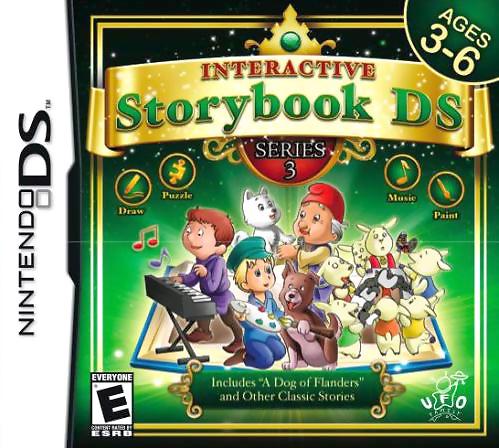 AGES
3-6
INTERACTIVE
Storybook DS
SERIES
3
Draw
Puzzle
Music
Paint
NINTENDO DS™
Includes "A Dog of Flanders"
and Other Classic Stories
EVERYONE
E
CONTENT RATED BY
ESRB
UFO